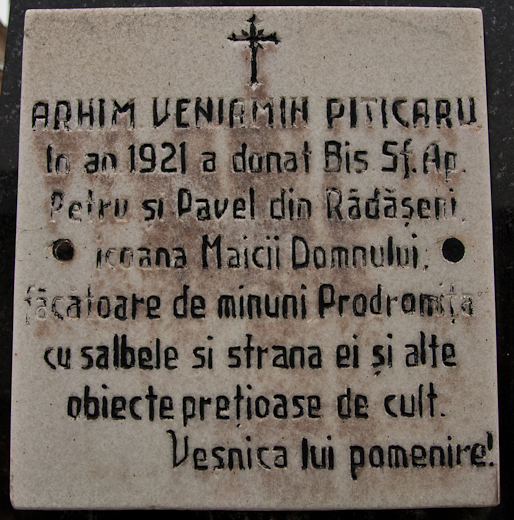 ARHIM VENIAMIN PITICARU
În an 1921 a donat Bis Sf. Ap.
Petru si Pavel din Rădășeni,
icoana Maicii Domnului,
făcătoare de minuni Prodromița
cu salbele si strana ei și alte
obiecte prețioase de cult.
Vesnica lui pomenire!